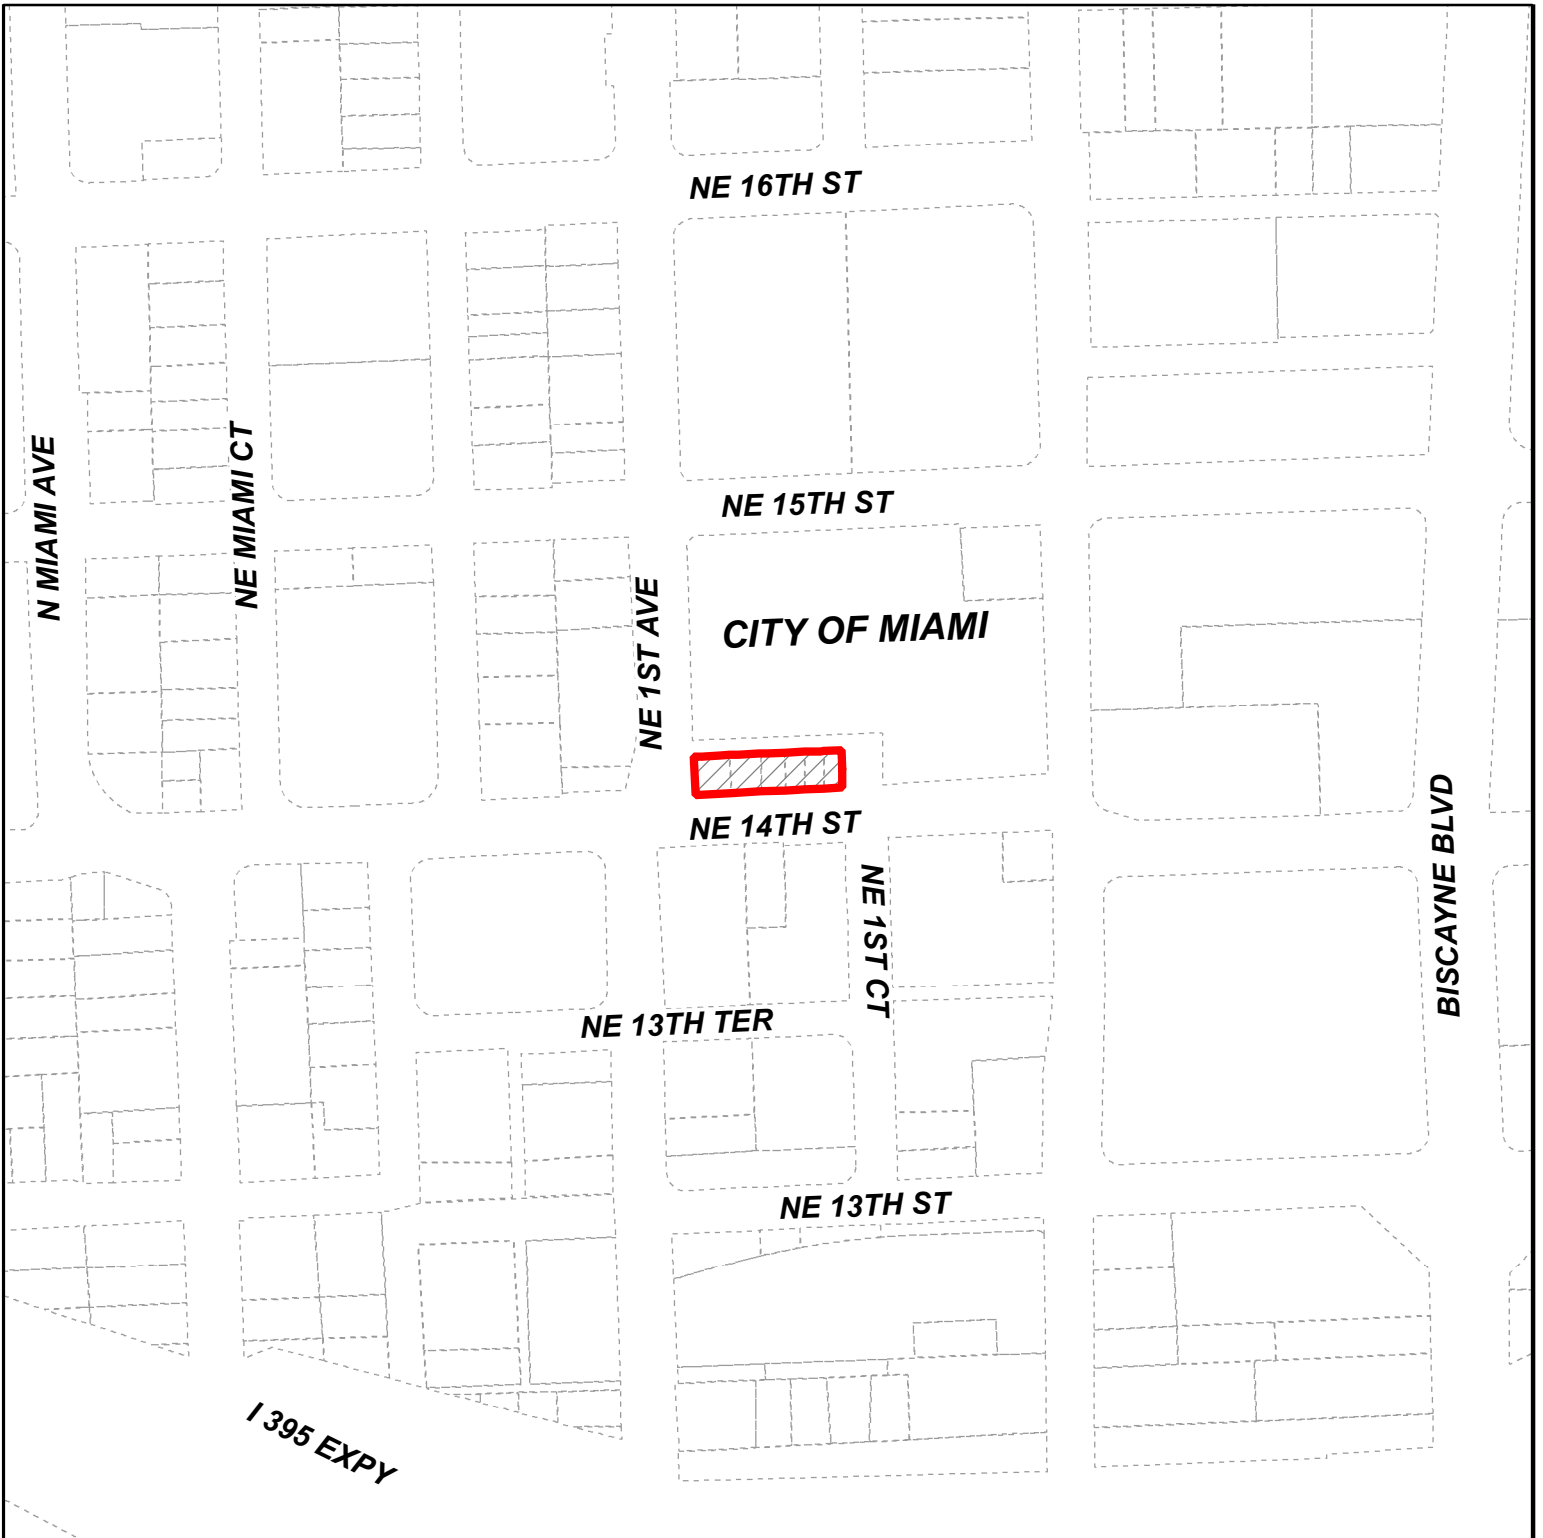 NE 16TH ST
N MIAMI AVE
NE MIAMI CT
NE 15TH ST
NE 1ST AVE
CITY OF MIAMI
NE 14TH ST
BISCAYNE BLVD
NE 1ST CT
NE 13TH TER
NE 13TH ST
I 395 EXPY